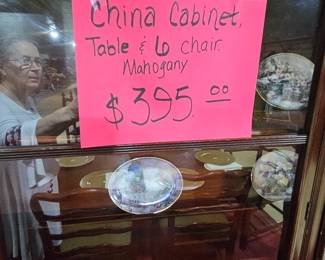 China Cabinet,
Table & 6 chair
Mahogany
$395.00